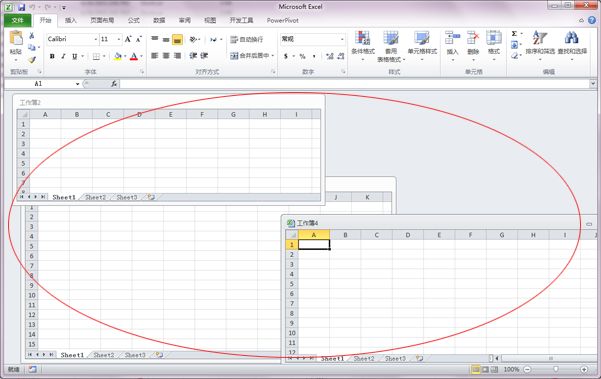 Microsoft Excel
文件 开始 插入 页面布局 公式 数据 审阅 视图 开发工具 PowerPivot
粘贴 Calibri 11 自动换行 常规 条件格式 套用 单元格样式 插入 删除 格式 排序和筛选 查找和选择
B I U 合并后居中 % 表格格式
剪贴板 字体 对齐方式 数字 样式 单元格 编辑
A1 fx
工作簿2
A B C D E F G H I
1
2
3
4
5
6
7
8
9
Sheet1 Sheet2 Sheet3
J K
1
2
3
4
5
6
7
8
9
10
11
12
13
14
15
Sheet1 Sheet2 Sheet3
工作簿4
A B C D E F G H I J
1
2
3
4
5
6
7
8
9
10
11
12
Sheet1 Sheet2 Sheet3
就绪 100%